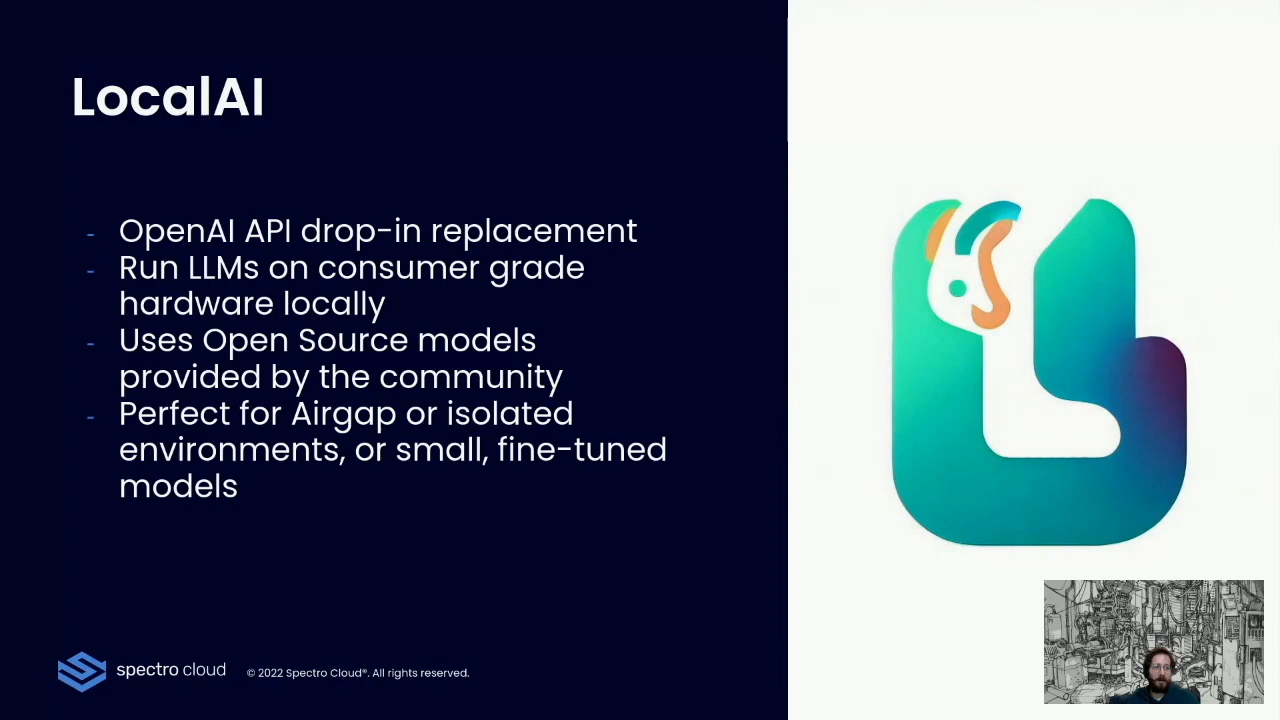 LocalAI
- OpenAI API drop-in replacement
- Run LLMs on consumer grade
hardware locally
- Uses Open Source models
provided by the community
- Perfect for Airgap or isolated
environments, or small, fine-tuned
models
spectro cloud © 2022 Spectro Cloud®. All rights reserved.